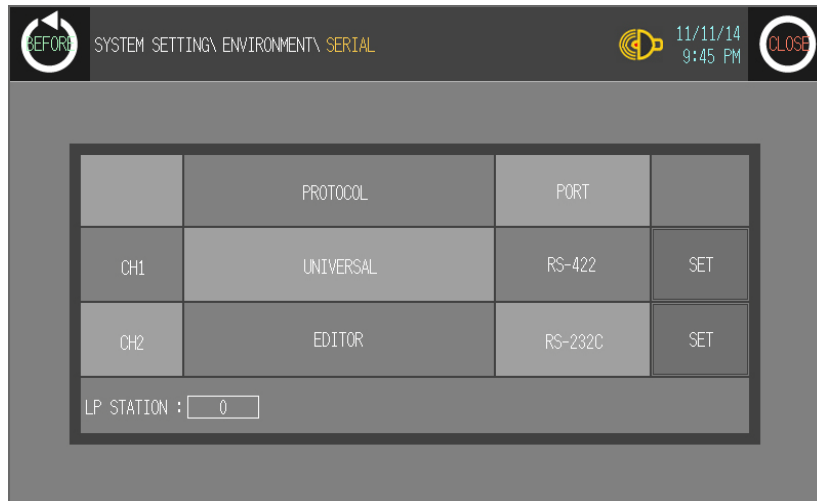 BEFORE SYSTEM SETTING\ ENVIRONMENT\ SERIAL 11/11/14 CLOSE
9:45 PM
PROTOCOL PORT
CH1 UNIVERSAL RS-422 SET
CH2 EDITOR RS-232C SET
LP STATION : 0